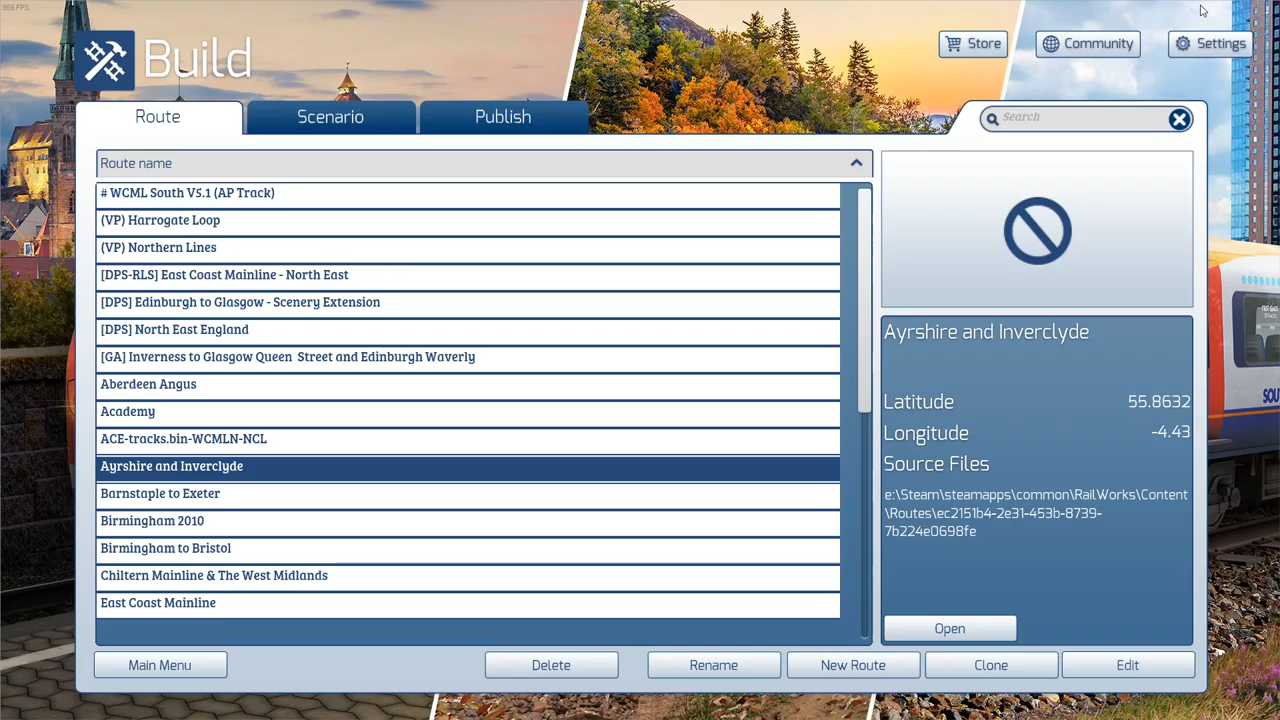 959 FPS
Build
Store
Community
Settings
Route
Scenario
Publish
Search
Route name
# WCML South V5.1 (AP Track)
(VP) Harrogate Loop
(VP) Northern Lines
[DPS-RLS] East Coast Mainline - North East
[DPS] Edinburgh to Glasgow - Scenery Extension
[DPS] North East England
[GA] Inverness to Glasgow Queen  Street and Edinburgh Waverly
Aberdeen Angus
Academy
ACE-tracks.bin-WCMLN-NCL
Ayrshire and Inverclyde
Barnstaple to Exeter
Birmingham 2010
Birmingham to Bristol
Chiltern Mainline & The West Midlands
East Coast Mainline
Ayrshire and Inverclyde
Latitude 55.8632
Longitude -4.43
Source Files
e:\Steam\steamapps\common\RailWorks\Content
\Routes\ec2151b4-2e31-453b-8739-
7b224e0698fe
Open
Main Menu
Delete
Rename
New Route
Clone
Edit